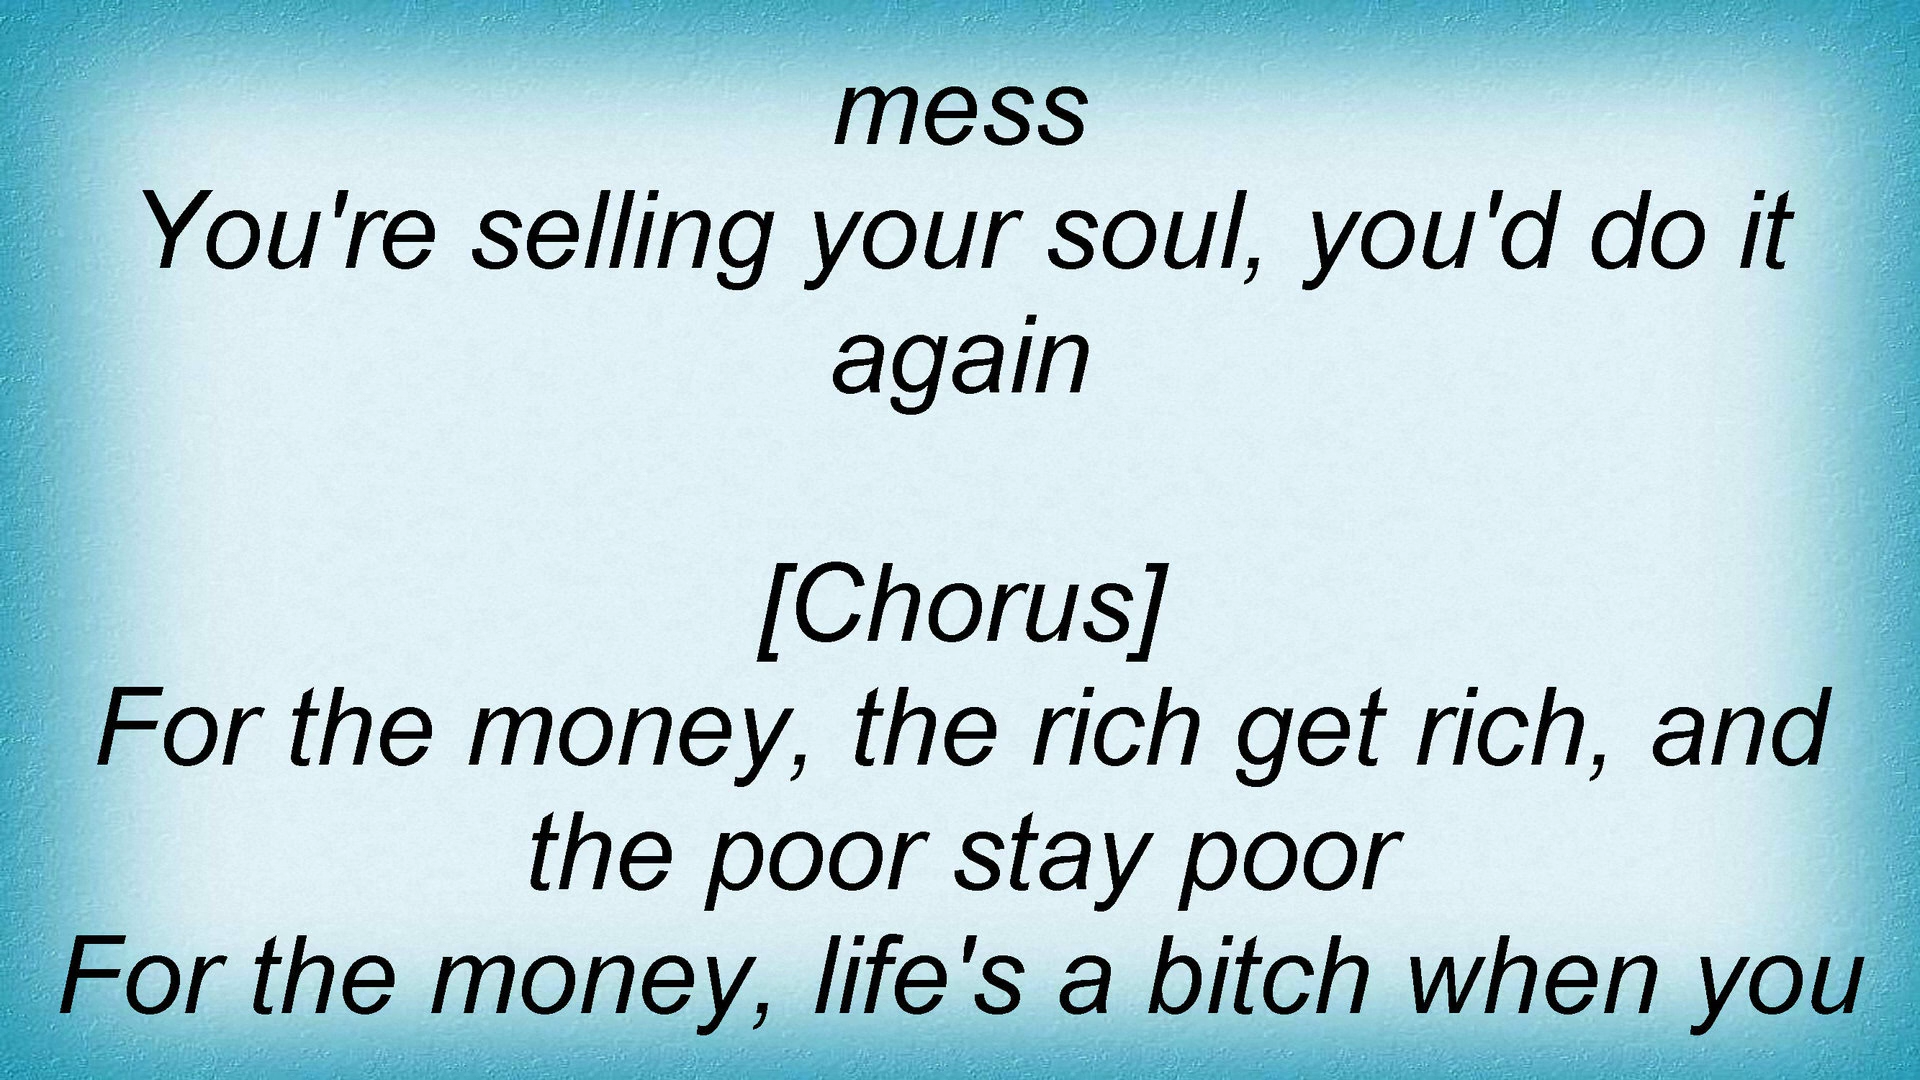 mess
You're selling your soul, you'd do it
again
[Chorus]
For the money, the rich get rich, and
the poor stay poor
For the money, life's a bitch when you